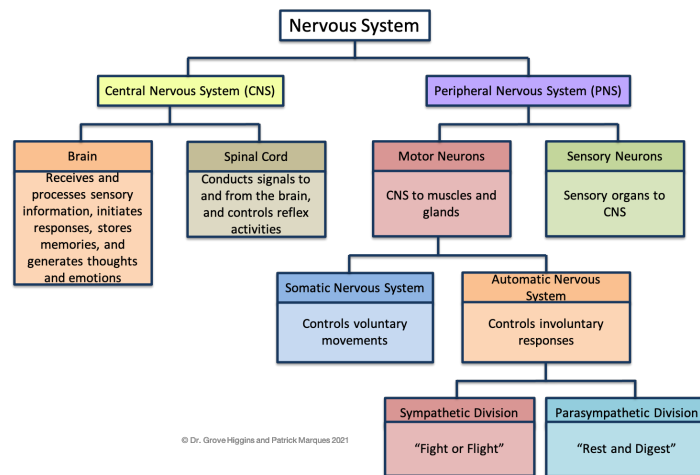 Nervous System
Central Nervous System (CNS)
Peripheral Nervous System (PNS)
Brain
Receives and
processes sensory
information, initiates
responses, stores
memories, and
generates thoughts
and emotions
Spinal Cord
Conducts signals to
and from the brain,
and controls reflex
activities
Motor Neurons
CNS to muscles and
glands
Sensory Neurons
Sensory organs to
CNS
Somatic Nervous System
Controls voluntary
movements
Automatic Nervous
System
Controls involuntary
responses
Sympathetic Division
“Fight or Flight”
Parasympathetic Division
“Rest and Digest”
© Dr. Grove Higgins and Patrick Marques 2021